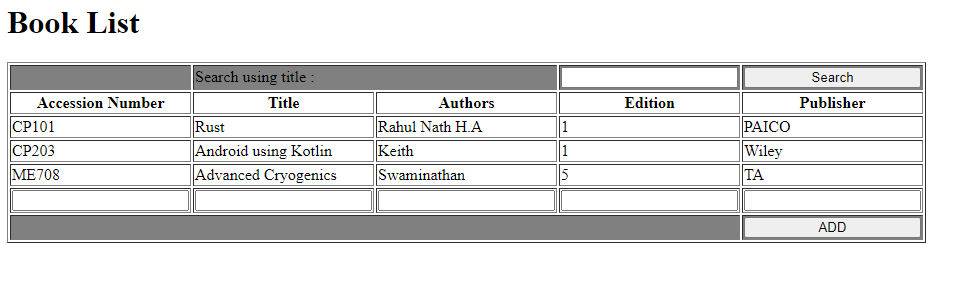 Book List
Search using title : Search
Accession Number Title Authors Edition Publisher
CP101 Rust Rahul Nath H.A 1 PAICO
CP203 Android using Kotlin Keith 1 Wiley
ME708 Advanced Cryogenics Swaminathan 5 TA
ADD